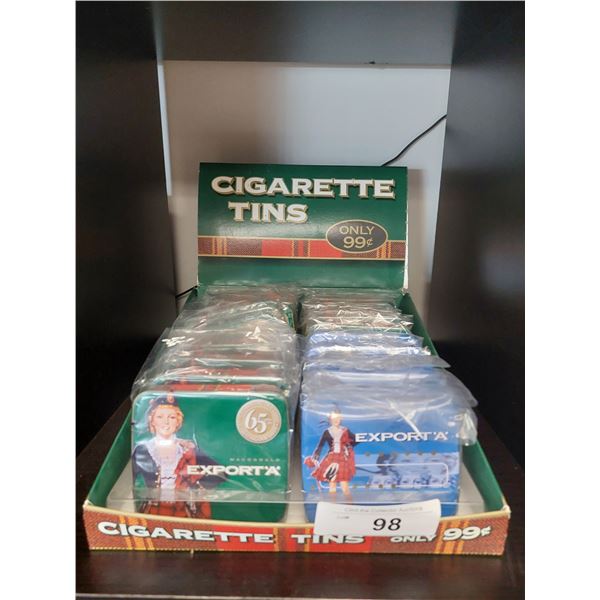 CIGARETTE
TINS
ONLY
99¢
65
MACDONALD
EXPORT'A'
EXPORT'A'
98
CIGARETTE TINS ONLY 99¢